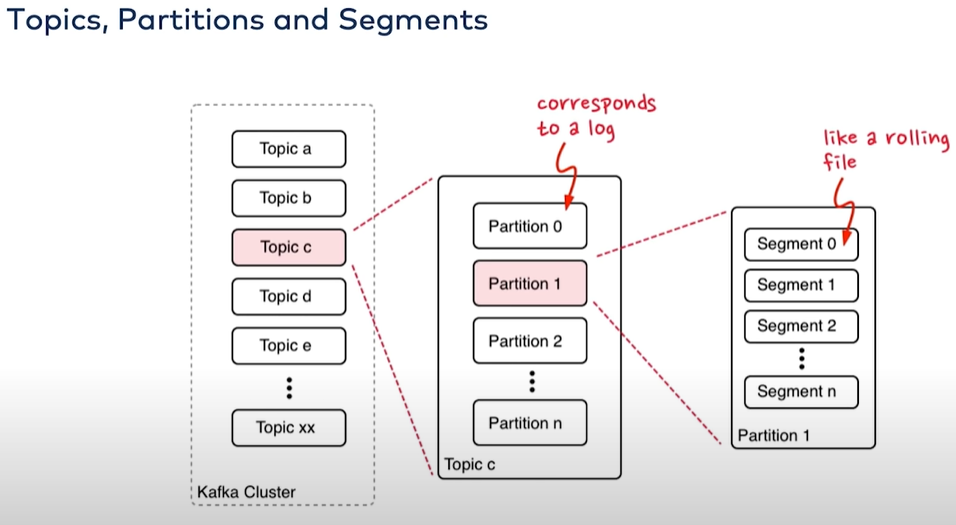 Topics, Partitions and Segments
Topic a
Topic b
Topic c
Topic d
Topic e
Topic xx
Kafka Cluster
corresponds
to a log
Partition 0
Partition 1
Partition 2
Partition n
Topic c
like a rolling
file
Segment 0
Segment 1
Segment 2
Segment n
Partition 1